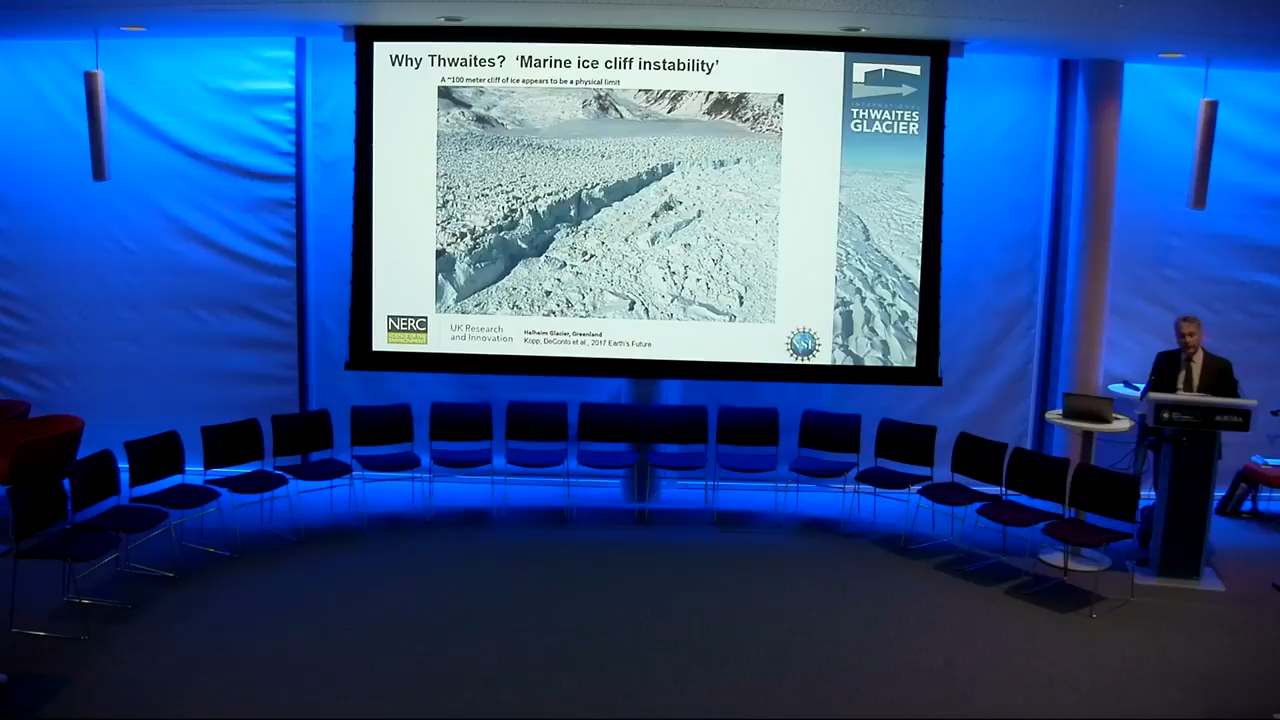 Why Thwaites? ‘Marine ice cliff instability’
A ~100 meter cliff of ice appears to be a physical limit
INTERNATIONAL
THWAITES
GLACIER
NERC
UK Research
and Innovation
Helheim Glacier, Greenland
Kopp, DeConto et al., 2017 Earth's Future
NSF